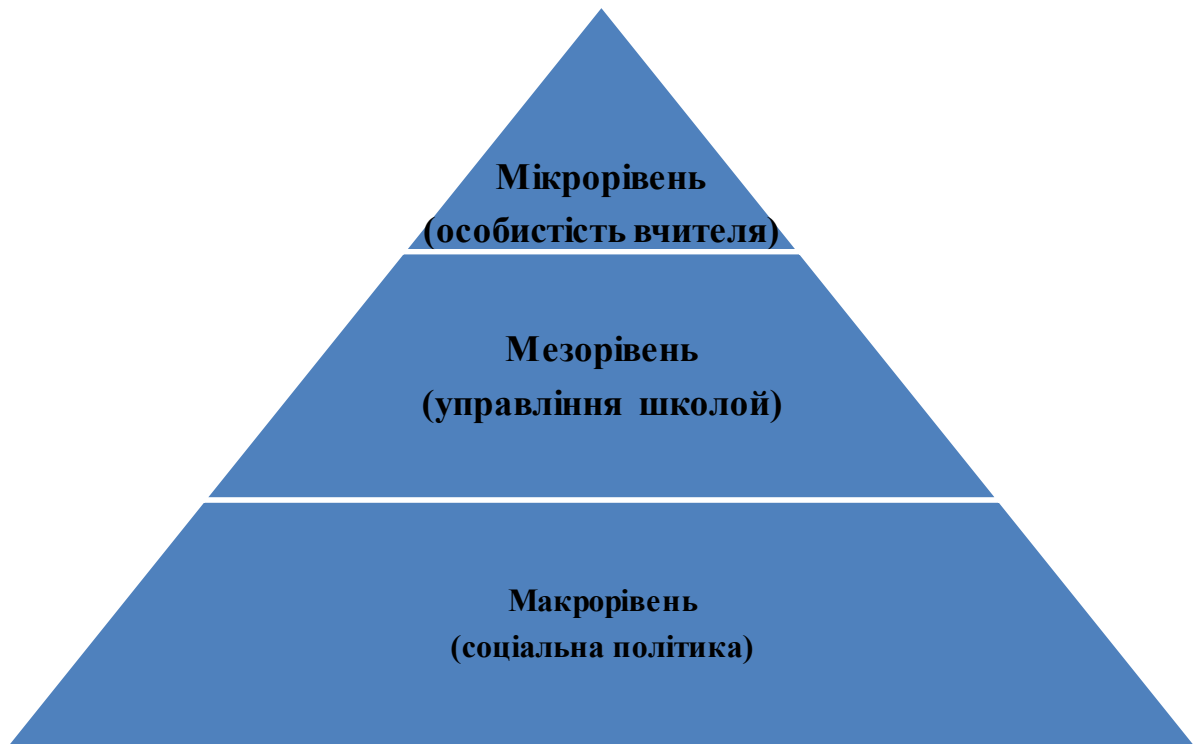 Мікрорівень
(особистість вчителя)
Мезорівень
(управління школой)
Макрорівень
(соціальна політика)